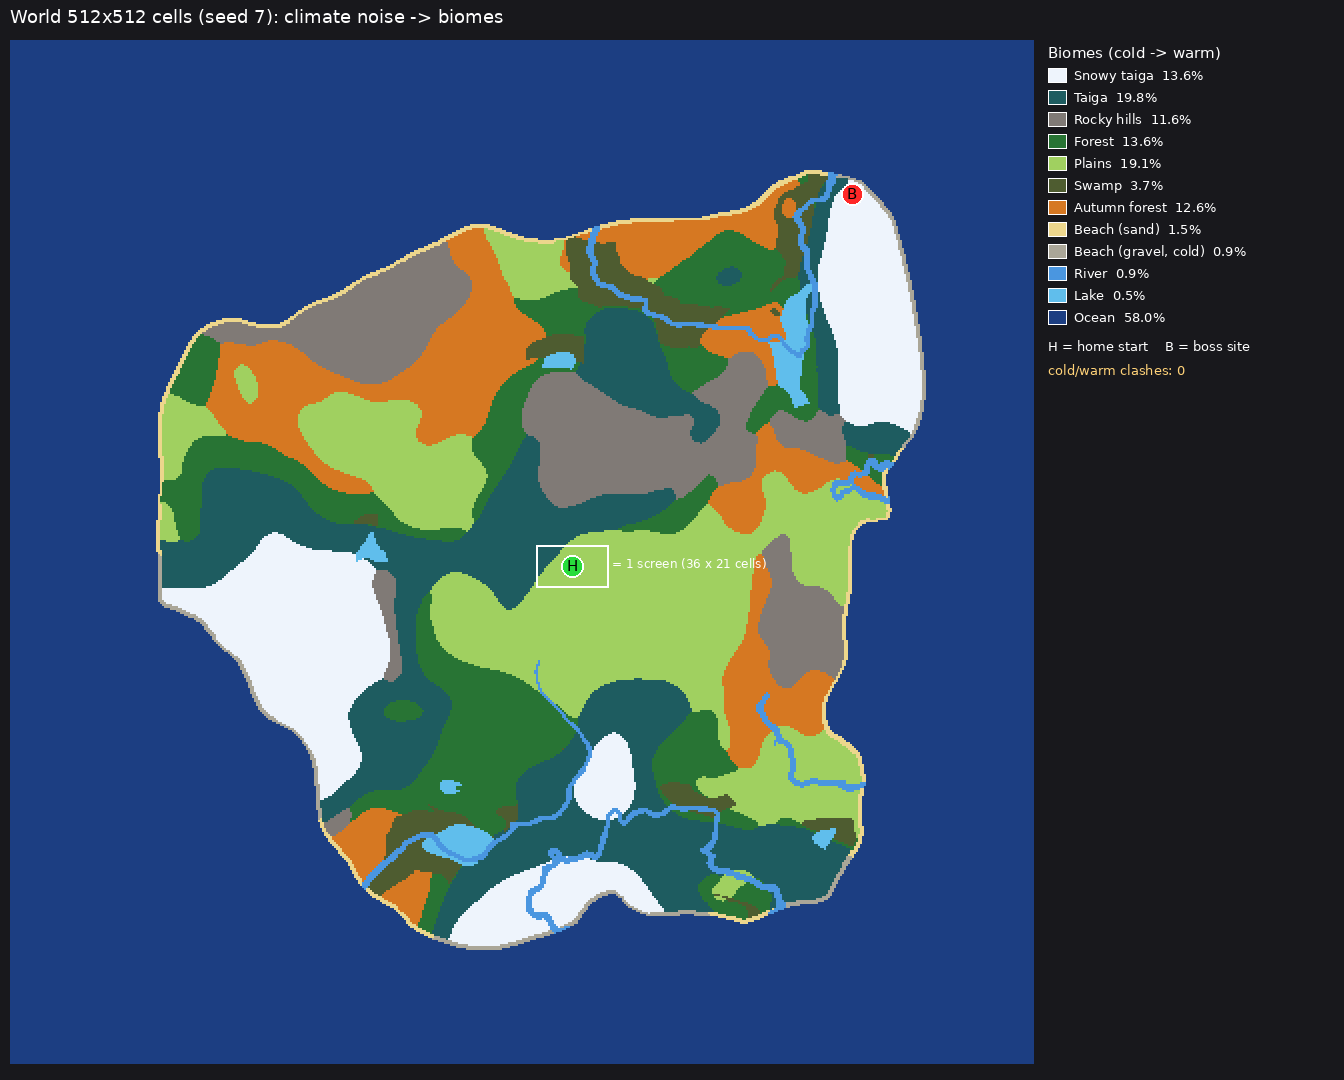 World 512x512 cells (seed 7): climate noise -> biomes
Biomes (cold -> warm)
Snowy taiga 13.6%
Taiga 19.8%
Rocky hills 11.6%
Forest 13.6%
Plains 19.1%
Swamp 3.7%
Autumn forest 12.6%
Beach (sand) 1.5%
Beach (gravel, cold) 0.9%
River 0.9%
Lake 0.5%
Ocean 58.0%
H = home start B = boss site
cold/warm clashes: 0
B
H
= 1 screen (36 x 21 cells)